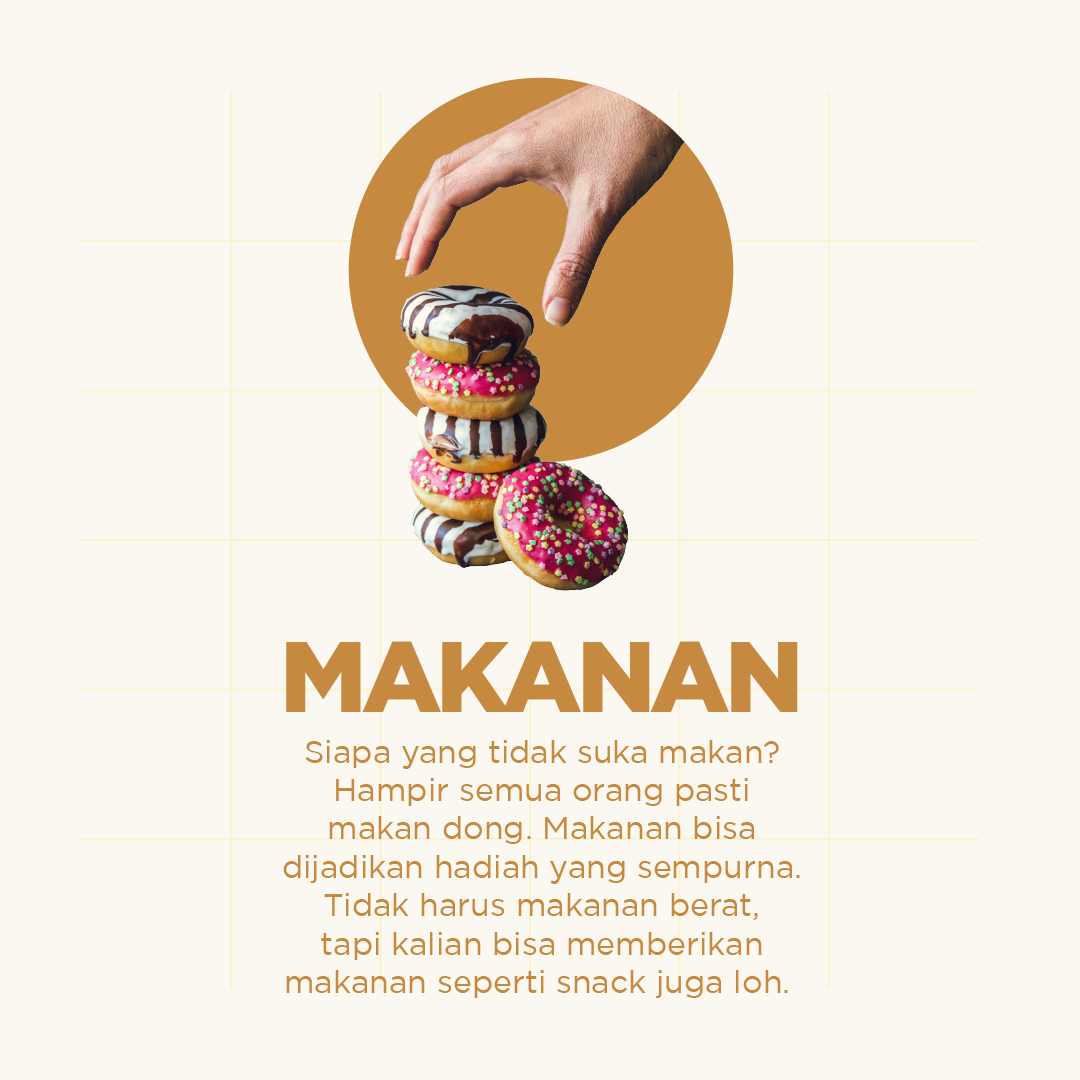 MAKANAN
Siapa yang tidak suka makan?
Hampir semua orang pasti
makan dong. Makanan bisa
dijadikan hadiah yang sempurna.
Tidak harus makanan berat,
tapi kalian bisa memberikan
makanan seperti snack juga loh.